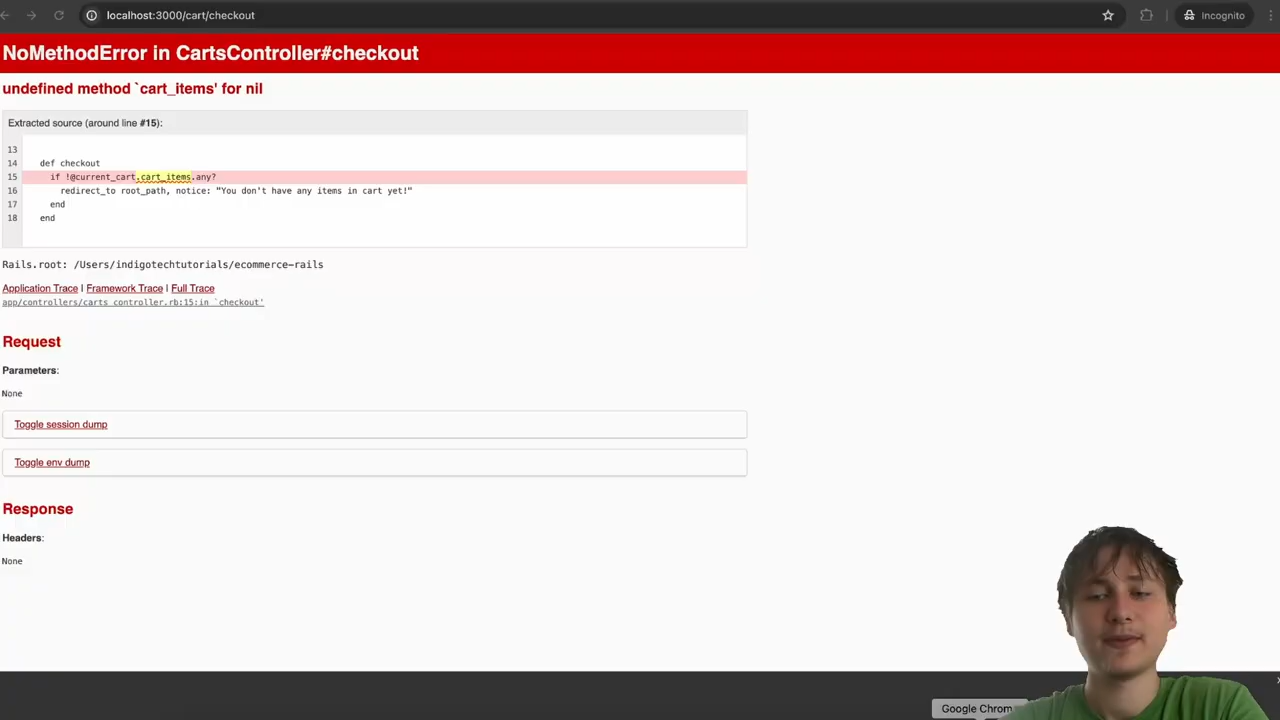 localhost:3000/cart/checkout
Incognito
NoMethodError in CartsController#checkout
undefined method `cart_items' for nil
Extracted source (around line #15):
13
14 def checkout
15 if !@current_cart.cart_items.any?
16 redirect_to root_path, notice: "You don't have any items in cart yet!"
17 end
18 end
Rails.root: /Users/indigotechtutorials/ecommerce-rails
Application Trace | Framework Trace | Full Trace
app/controllers/carts_controller.rb:15:in `checkout'
Request
Parameters:
None
Toggle session dump
Toggle env dump
Response
Headers:
None
Google Chrom